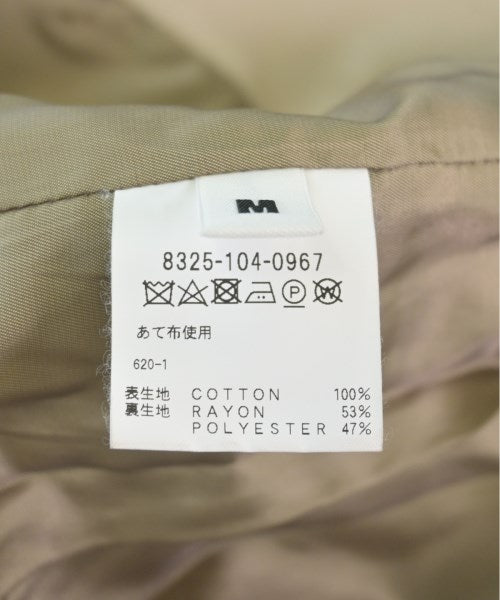 M
8325-104-0967
P W
あて布使用
620-1
表生地 COTTON 100%
裏生地 RAYON 53%
POLYESTER 47%